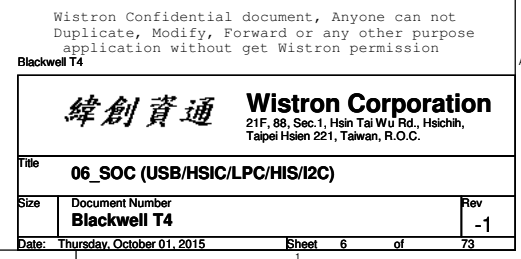 Wistron Confidential document, Anyone can not
Duplicate, Modify, Forward or any other purpose
application without get Wistron permission
Blackwell T4
緯創資通
Wistron Corporation
21F, 88, Sec.1, Hsin Tai Wu Rd., Hsichih,
Taipei Hsien 221, Taiwan, R.O.C.
Title
06_SOC (USB/HSIC/LPC/HIS/I2C)
Size Document Number Rev
Blackwell T4 -1
Date: Thursday, October 01, 2015 Sheet 6 of 73
1